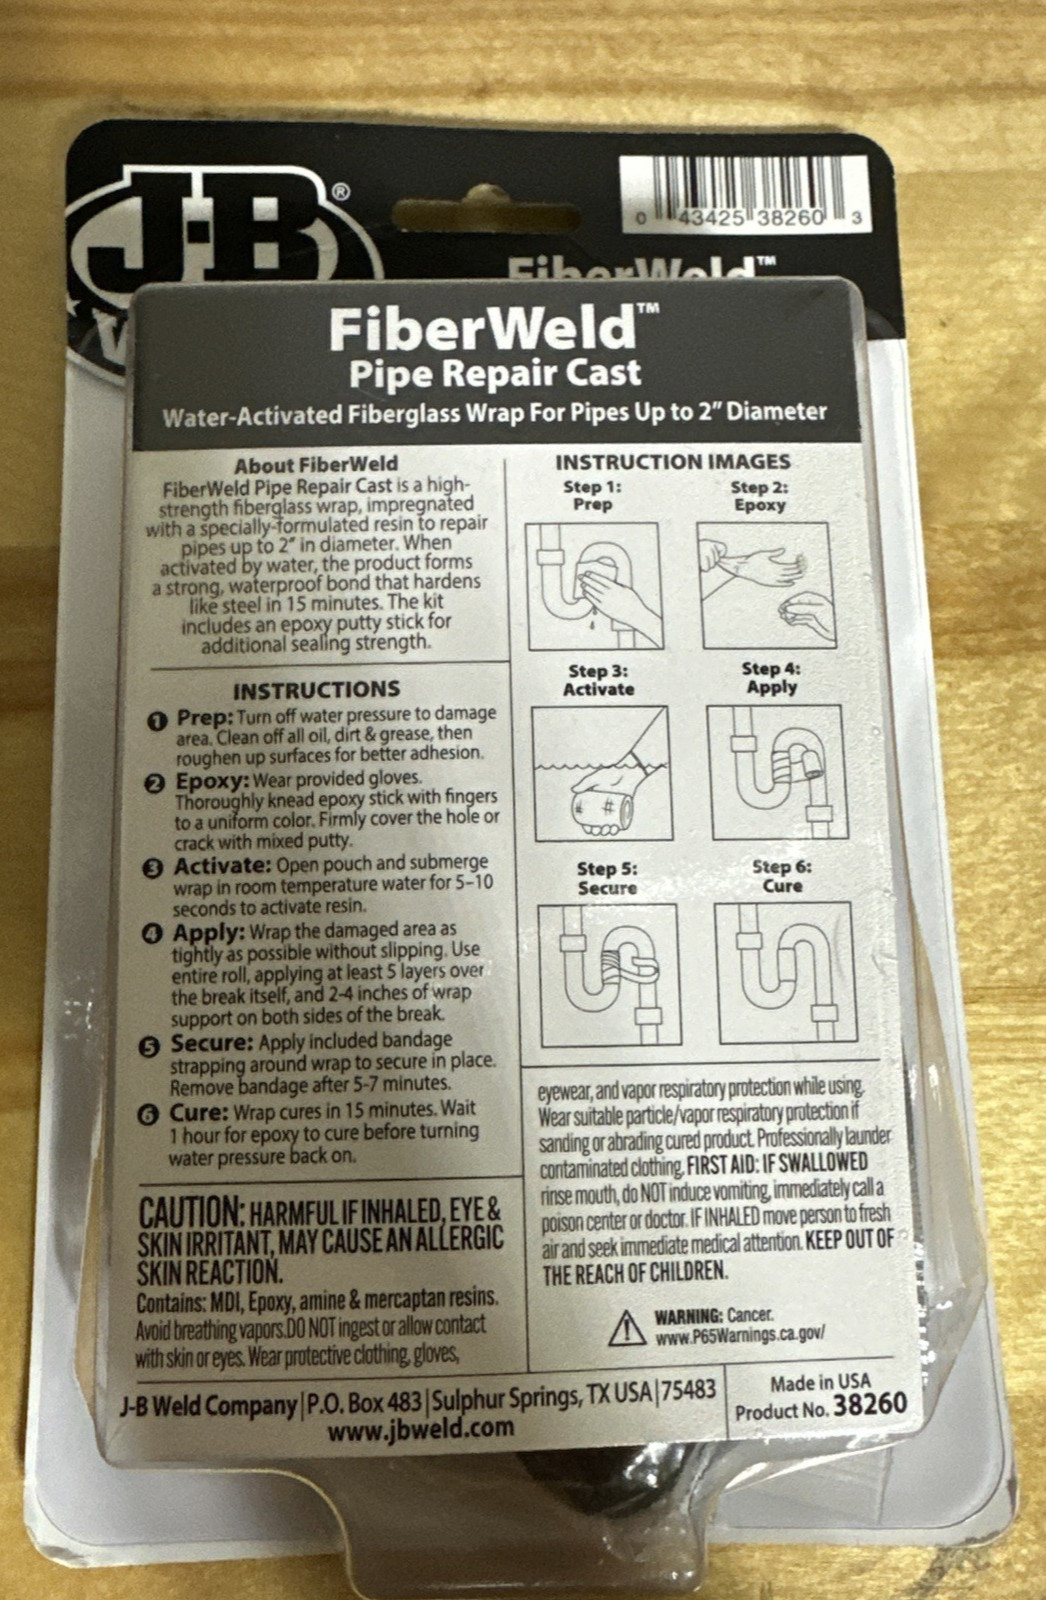 J-B®
0 43425 38260 3
FiberWeld™
W
FiberWeld™
Pipe Repair Cast
Water-Activated Fiberglass Wrap For Pipes Up to 2" Diameter
About FiberWeld
FiberWeld Pipe Repair Cast is a high-
strength fiberglass wrap, impregnated
with a specially-formulated resin to repair
pipes up to 2" in diameter. When
activated by water, the product forms
a strong, waterproof bond that hardens
like steel in 15 minutes. The kit
includes an epoxy putty stick for
additional sealing strength.
INSTRUCTIONS
1 Prep: Turn off water pressure to damage
area. Clean off all oil, dirt & grease, then
roughen up surfaces for better adhesion.
2 Epoxy: Wear provided gloves.
Thoroughly knead epoxy stick with fingers
to a uniform color. Firmly cover the hole or
crack with mixed putty.
3 Activate: Open pouch and submerge
wrap in room temperature water for 5–10
seconds to activate resin.
4 Apply: Wrap the damaged area as
tightly as possible without slipping. Use
entire roll, applying at least 5 layers over
the break itself, and 2-4 inches of wrap
support on both sides of the break.
5 Secure: Apply included bandage
strapping around wrap to secure in place.
Remove bandage after 5-7 minutes.
6 Cure: Wrap cures in 15 minutes. Wait
1 hour for epoxy to cure before turning
water pressure back on.
INSTRUCTION IMAGES
Step 1:
Prep
Step 2:
Epoxy
Step 3:
Activate
Step 4:
Apply
Step 5:
Secure
Step 6:
Cure
CAUTION: HARMFUL IF INHALED, EYE &
SKIN IRRITANT, MAY CAUSE AN ALLERGIC
SKIN REACTION.
Contains: MDI, Epoxy, amine & mercaptan resins.
Avoid breathing vapors.DO NOT ingest or allow contact
with skin or eyes. Wear protective clothing, gloves,
eyewear, and vapor respiratory protection while using.
Wear suitable particle/vapor respiratory protection if
sanding or abrading cured product. Professionally launder
contaminated clothing. FIRST AID: IF SWALLOWED
rinse mouth, do NOT induce vomiting, immediately call a
poison center or doctor. IF INHALED move person to fresh
air and seek immediate medical attention. KEEP OUT OF
THE REACH OF CHILDREN.
WARNING: Cancer.
www.P65Warnings.ca.gov/
J-B Weld Company|P.O. Box 483|Sulphur Springs, TX USA|75483
www.jbweld.com
Made in USA
Product No. 38260